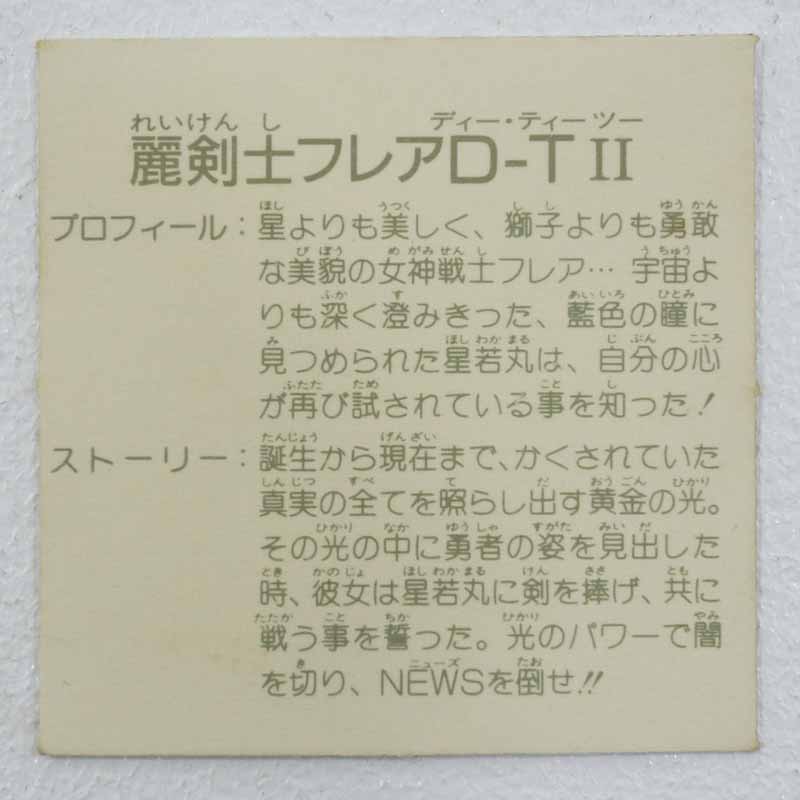 れいけんし ディー・ティーツー
麗剣士フレアD-TⅡ
プロフィール：星よりも美しく、獅子よりも勇敢
な美貌の女神戦士フレア… 宇宙よ
りも深く澄みきった、藍色の瞳に
見つめられた星若丸は、自分の心
が再び試されている事を知った！
ストーリー：誕生から現在まで、かくされていた
真実の全てを照らし出す黄金の光。
その光の中に勇者の姿を見出した
時、彼女は星若丸に剣を捧げ、共に
戦う事を誓った。光のパワーで闇
を切り、NEWSを倒せ!!